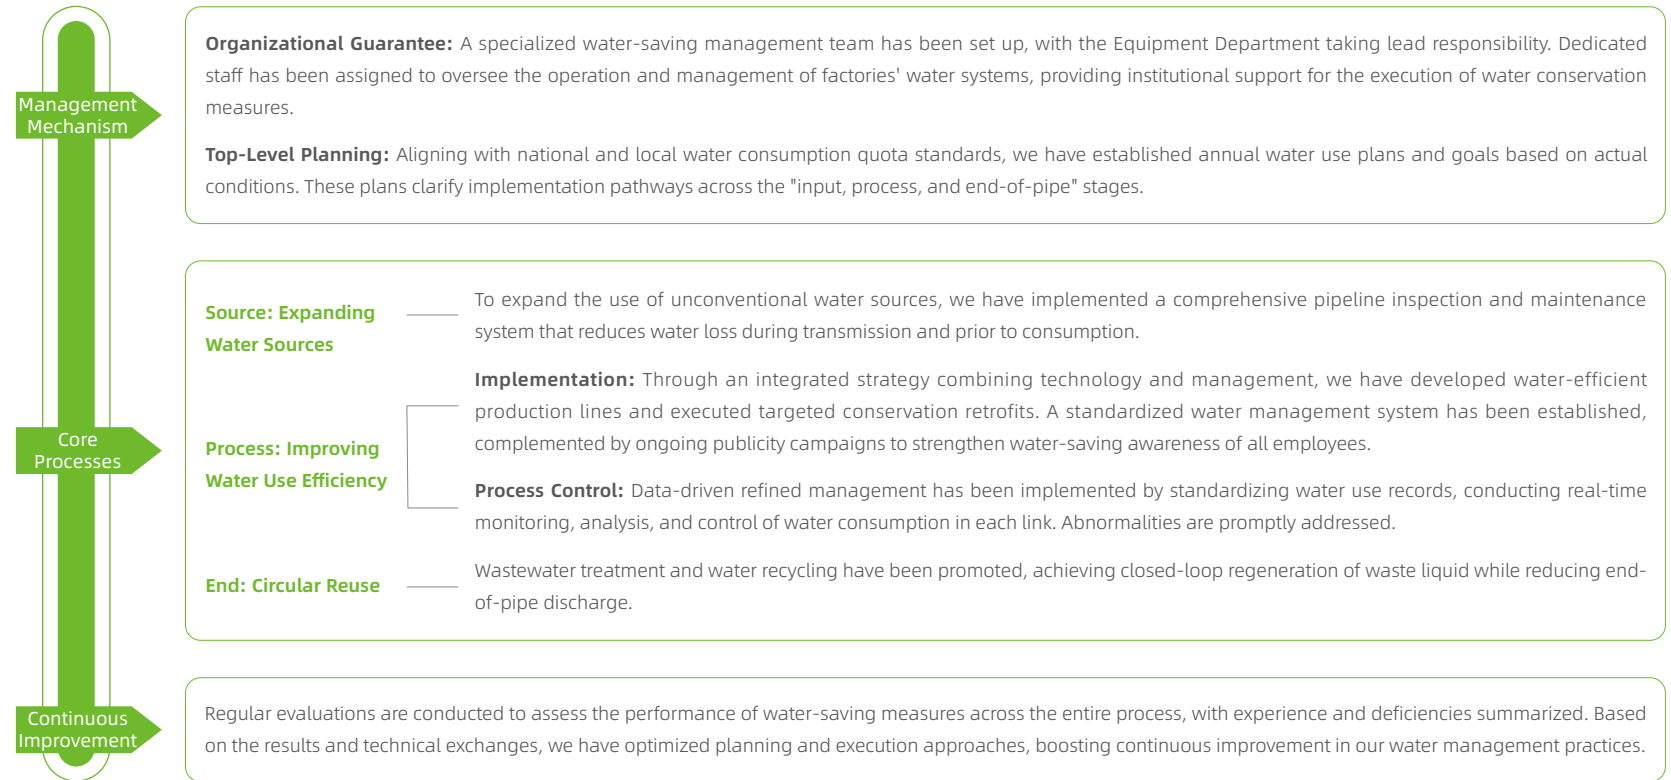 Management
Mechanism
Organizational Guarantee: A specialized water-saving management team has been set up, with the Equipment Department taking lead responsibility. Dedicated
staff has been assigned to oversee the operation and management of factories' water systems, providing institutional support for the execution of water conservation
measures.
Top-Level Planning: Aligning with national and local water consumption quota standards, we have established annual water use plans and goals based on actual
conditions. These plans clarify implementation pathways across the "input, process, and end-of-pipe" stages.
Core
Processes
Source: Expanding
Water Sources
To expand the use of unconventional water sources, we have implemented a comprehensive pipeline inspection and maintenance
system that reduces water loss during transmission and prior to consumption.
Process: Improving
Water Use Efficiency
Implementation: Through an integrated strategy combining technology and management, we have developed water-efficient
production lines and executed targeted conservation retrofits. A standardized water management system has been established,
complemented by ongoing publicity campaigns to strengthen water-saving awareness of all employees.
Process Control: Data-driven refined management has been implemented by standardizing water use records, conducting real-time
monitoring, analysis, and control of water consumption in each link. Abnormalities are promptly addressed.
End: Circular Reuse
Wastewater treatment and water recycling have been promoted, achieving closed-loop regeneration of waste liquid while reducing end-
of-pipe discharge.
Continuous
Improvement
Regular evaluations are conducted to assess the performance of water-saving measures across the entire process, with experience and deficiencies summarized. Based
on the results and technical exchanges, we have optimized planning and execution approaches, boosting continuous improvement in our water management practices.